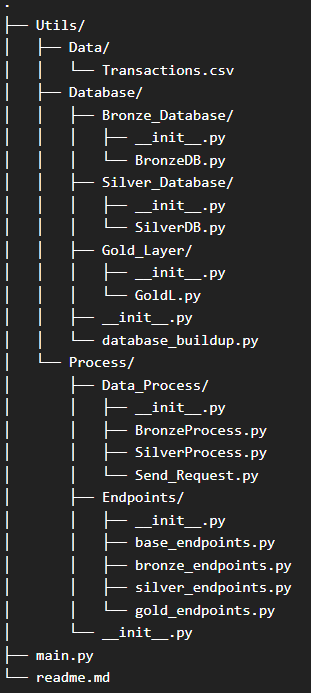 .
├── Utils/
│   ├── Data/
│   │   └── Transactions.csv
│   ├── Database/
│   │   ├── Bronze_Database/
│   │   │   ├── __init__.py
│   │   │   └── BronzeDB.py
│   │   ├── Silver_Database/
│   │   │   ├── __init__.py
│   │   │   └── SilverDB.py
│   │   ├── Gold_Layer/
│   │   │   ├── __init__.py
│   │   │   └── GoldL.py
│   │   ├── __init__.py
│   │   └── database_buildup.py
│   └── Process/
│       ├── Data_Process/
│       │   ├── __init__.py
│       │   ├── BronzeProcess.py
│       │   ├── SilverProcess.py
│       │   └── Send_Request.py
│       ├── Endpoints/
│       │   ├── __init__.py
│       │   ├── base_endpoints.py
│       │   ├── bronze_endpoints.py
│       │   ├── silver_endpoints.py
│       │   └── gold_endpoints.py
│       └── __init__.py
├── main.py
└── readme.md